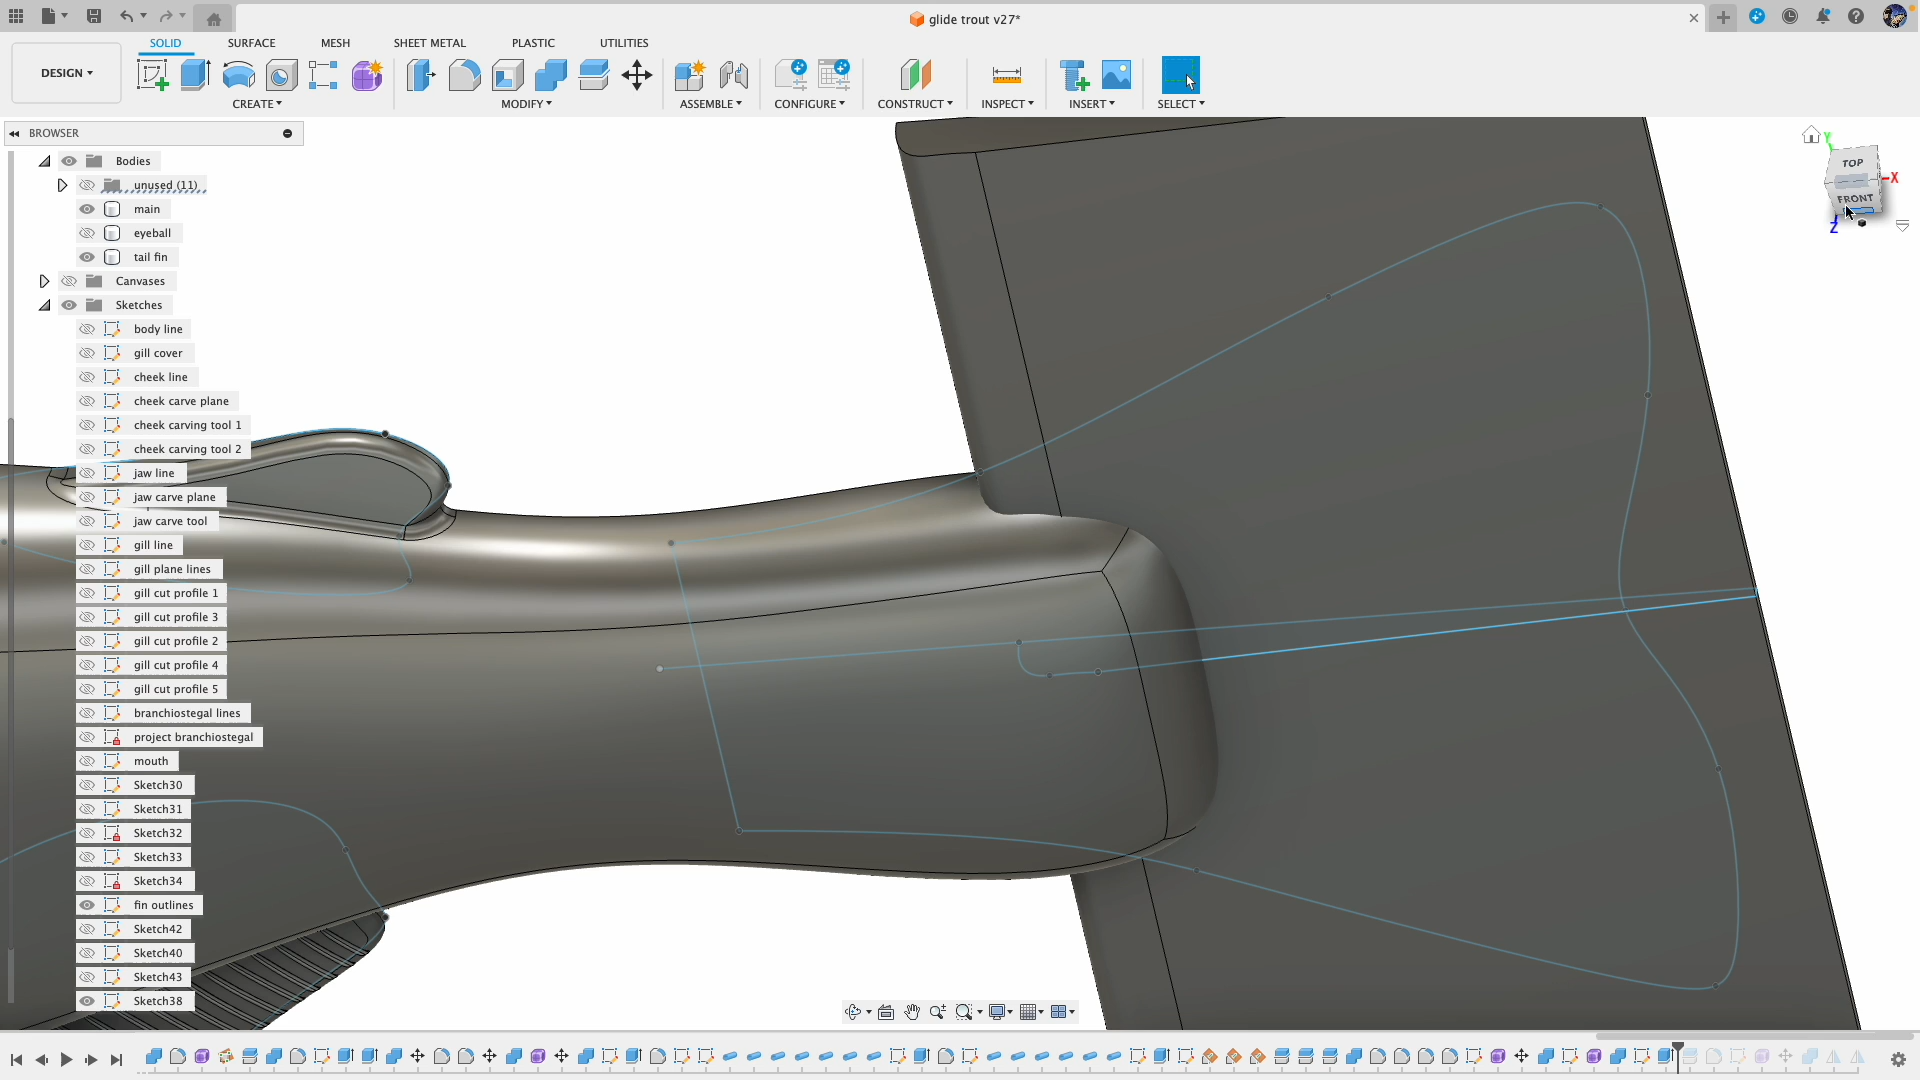 glide trout v27*
SOLID SURFACE MESH SHEET METAL PLASTIC UTILITIES
DESIGN
CREATE MODIFY ASSEMBLE CONFIGURE CONSTRUCT INSPECT INSERT SELECT
BROWSER
Bodies
unused (11)
main
eyeball
tail fin
Canvases
Sketches
body line
gill cover
cheek line
cheek carve plane
cheek carving tool 1
cheek carving tool 2
jaw line
jaw carve plane
jaw carve tool
gill line
gill plane lines
gill cut profile 1
gill cut profile 3
gill cut profile 2
gill cut profile 4
gill cut profile 5
branchiostegal lines
project branchiostegal
mouth
Sketch30
Sketch31
Sketch32
Sketch33
Sketch34
fin outlines
Sketch42
Sketch40
Sketch43
Sketch38
Y
TOP
X
FRONT
Z